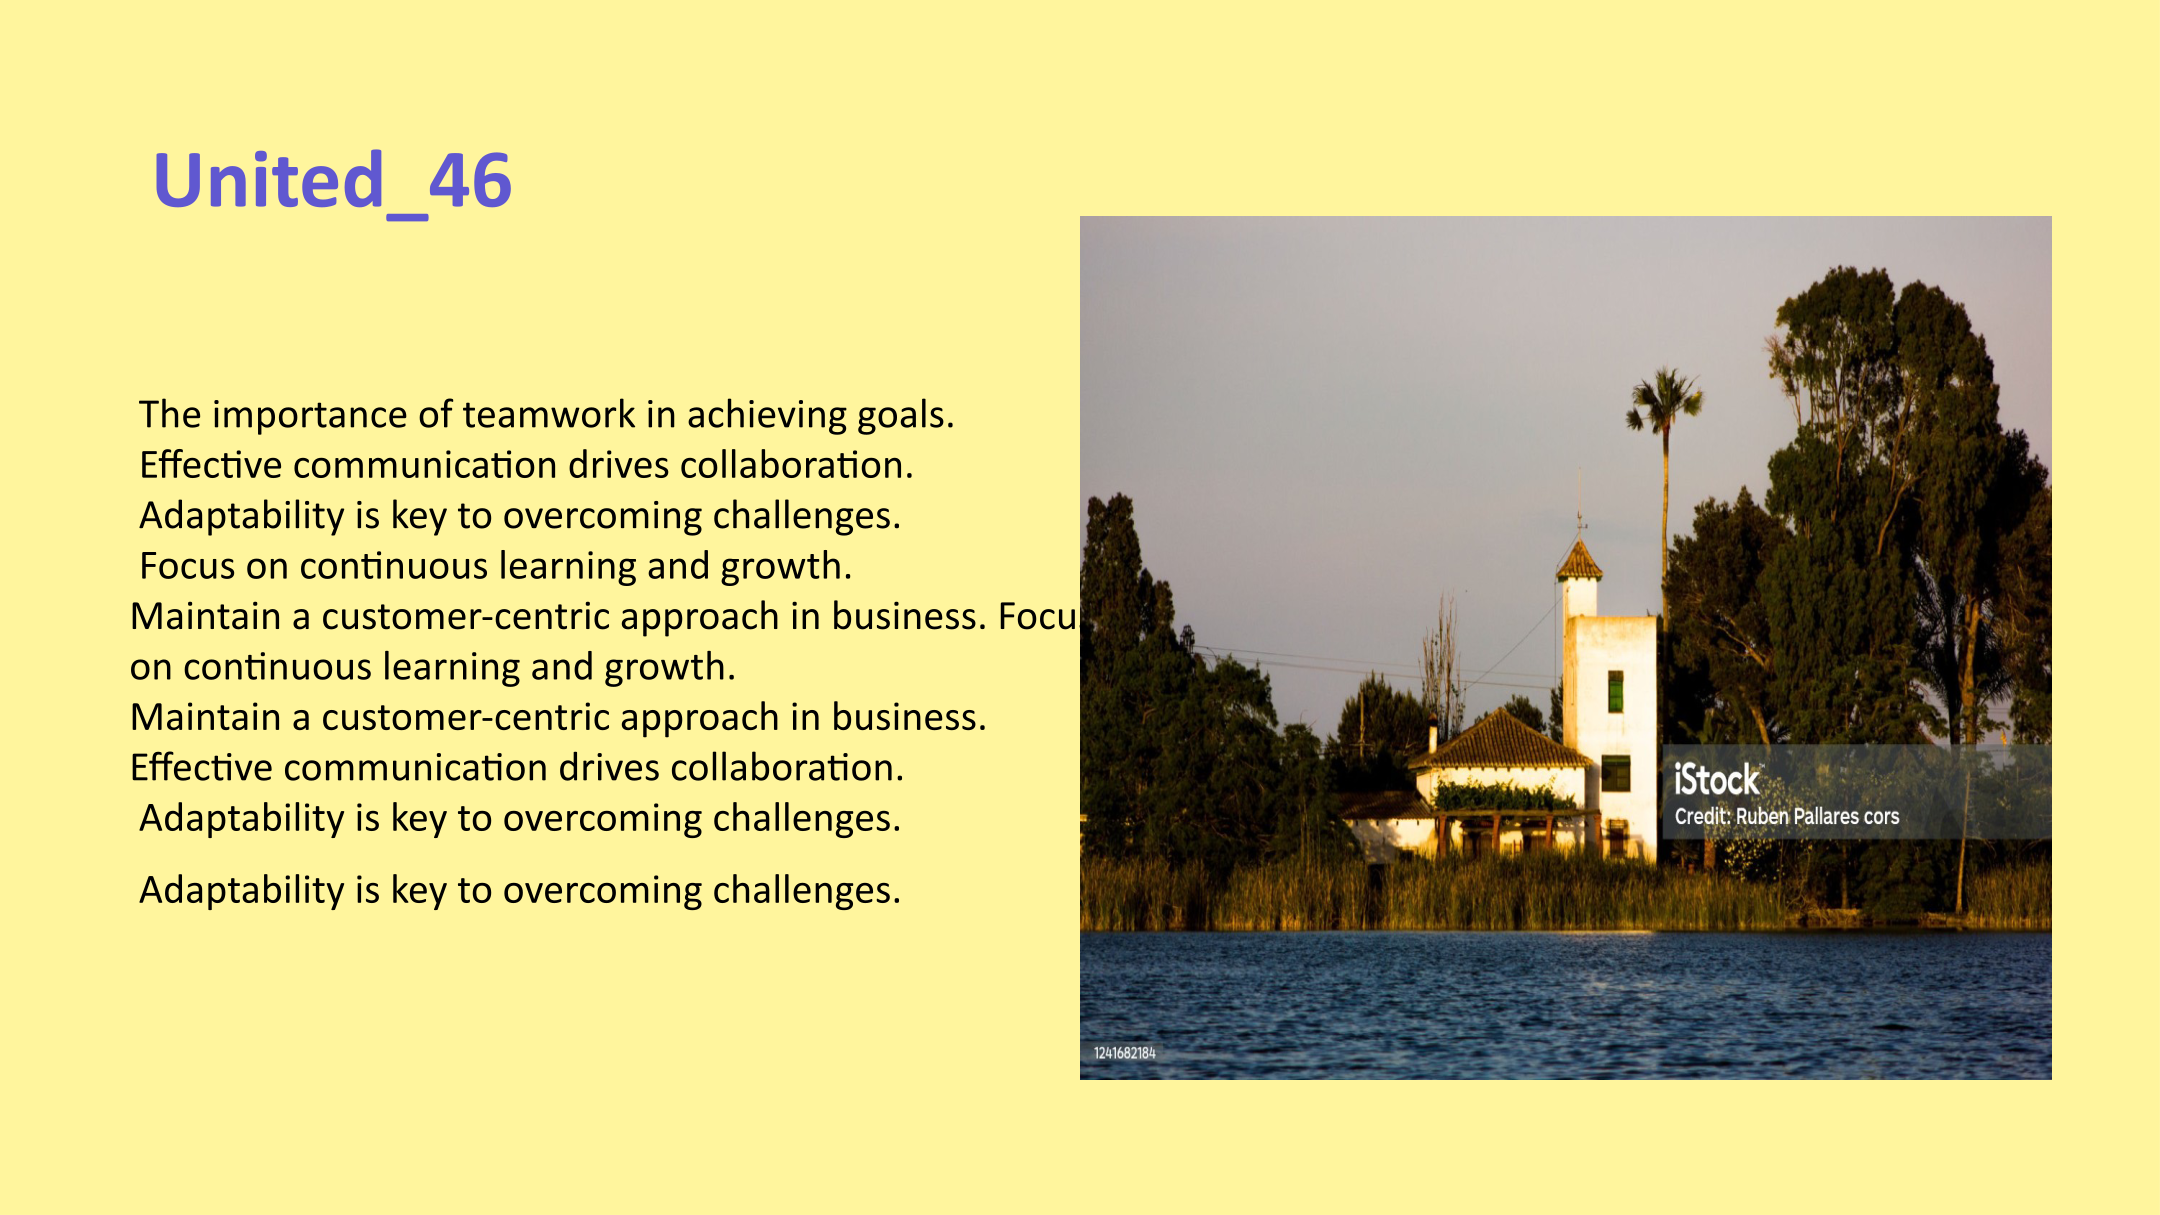 United_46
The importance of teamwork in achieving goals.
Effective communication drives collaboration.
Adaptability is key to overcoming challenges.
Focus on continuous learning and growth.
Maintain a customer-centric approach in business.
on continuous learning and growth.
Maintain a customer-centric approach in business.
Effective communication drives collaboration.
Adaptability is key to overcoming challenges.
Adaptability is key to overcoming challenges.
iStock
Credit: Ruben Pallares cors
1241682184